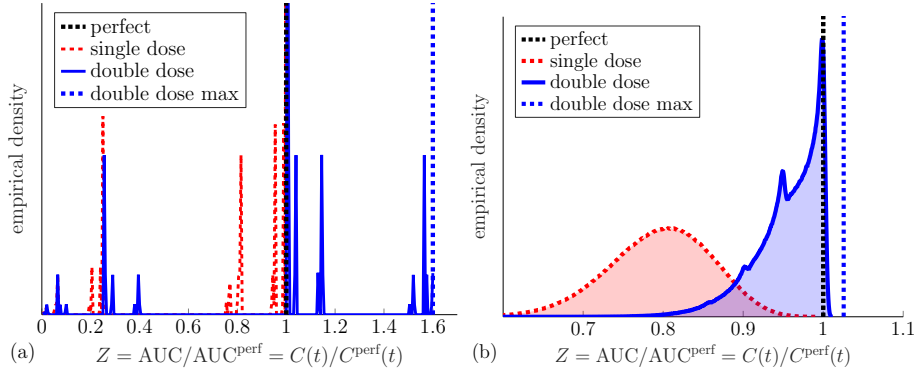 perfect
single dose
double dose
double dose max
empirical density
0 0.2 0.4 0.6 0.8 1 1.2 1.4 1.6
(a) Z = AUC/AUC^perf = C(t)/C^perf(t)
perfect
single dose
double dose
double dose max
empirical density
0.7 0.8 0.9 1 1.1
(b) Z = AUC/AUC^perf = C(t)/C^perf(t)